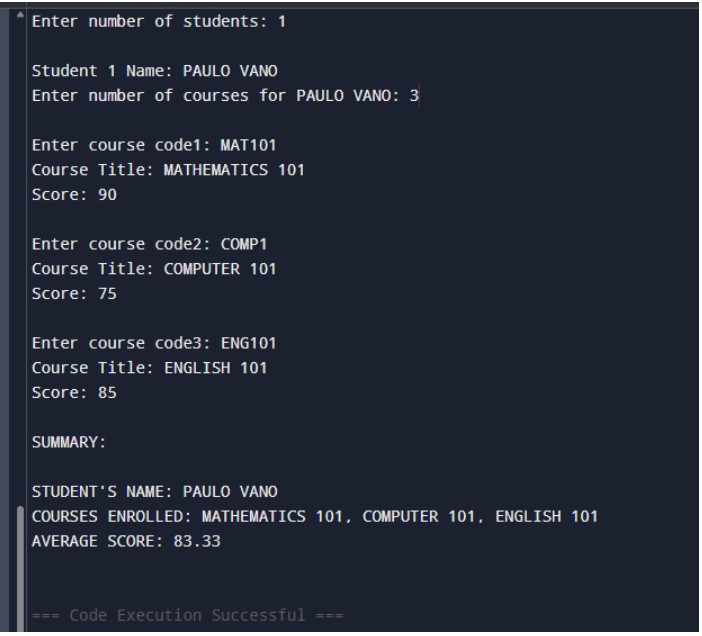 Enter number of students: 1
Student 1 Name: PAULO VANO
Enter number of courses for PAULO VANO: 3
Enter course code1: MAT101
Course Title: MATHEMATICS 101
Score: 90
Enter course code2: COMP1
Course Title: COMPUTER 101
Score: 75
Enter course code3: ENG101
Course Title: ENGLISH 101
Score: 85
SUMMARY:
STUDENT'S NAME: PAULO VANO
COURSES ENROLLED: MATHEMATICS 101, COMPUTER 101, ENGLISH 101
AVERAGE SCORE: 83.33
=== Code Execution Successful ===